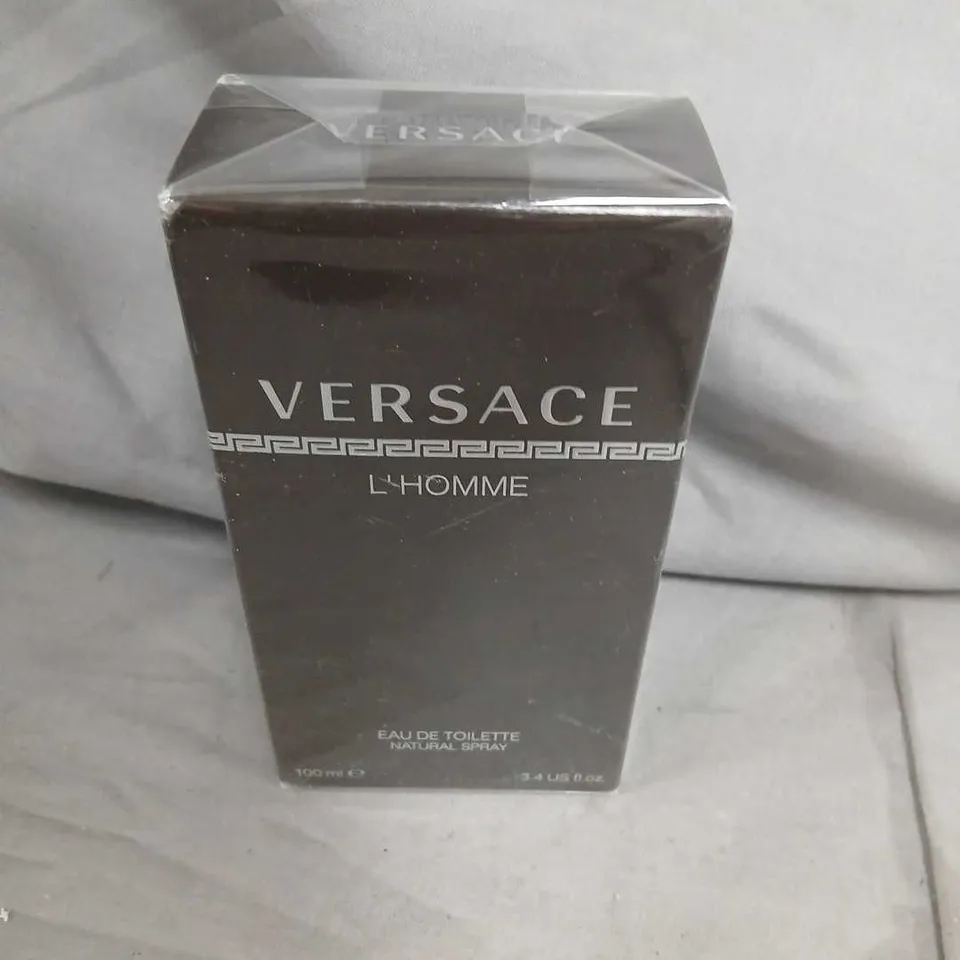 VERSACE
VERSACE
L'HOMME
EAU DE TOILETTE
NATURAL SPRAY
100 ml ℮ 3.4 US fl.oz.